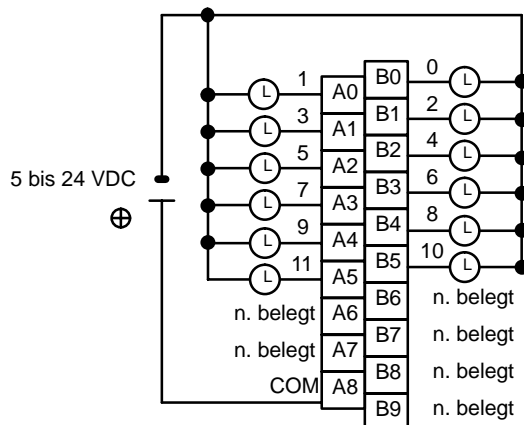 1 A0 B0 0
L L
3 A1 B1 2
L L
5 A2 B2 4
L L
5 bis 24 VDC 7 A3 B3 6
L L
9 A4 B4 8
L L
11 A5 B5 10
L L
n. belegt A6 B6 n. belegt
n. belegt A7 B7 n. belegt
COM A8 B8 n. belegt
B9 n. belegt